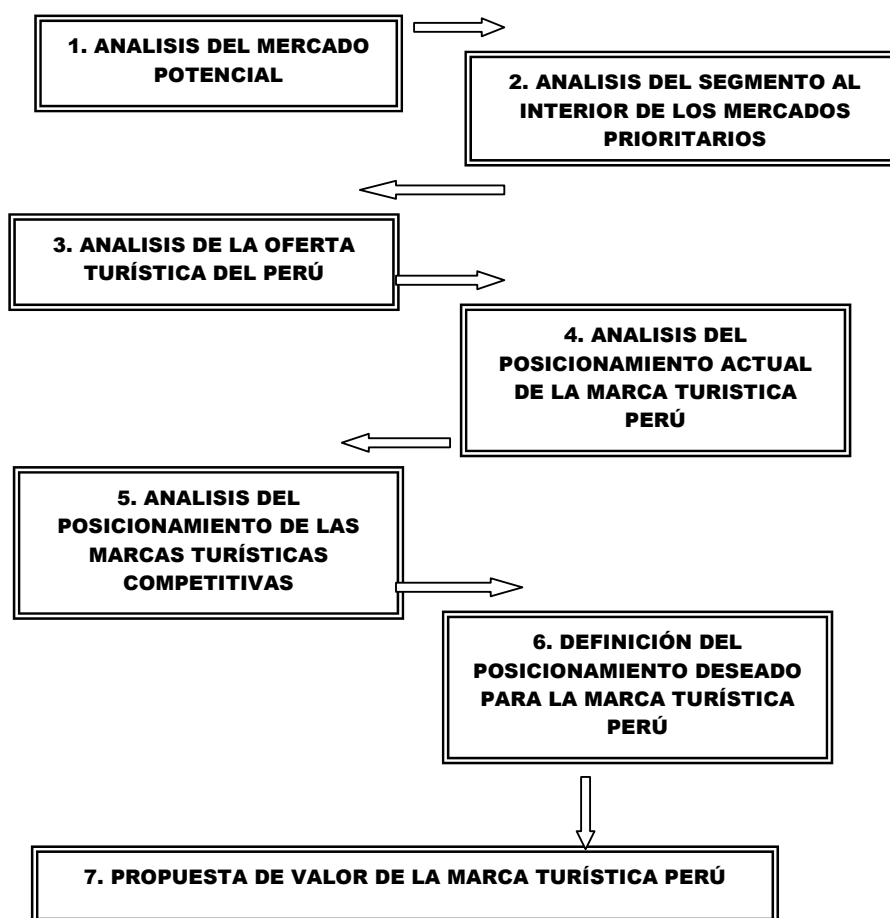 1. ANALISIS DEL MERCADO
POTENCIAL
2. ANALISIS DEL SEGMENTO AL
INTERIOR DE LOS MERCADOS
PRIORITARIOS
3. ANALISIS DE LA OFERTA
TURÍSTICA DEL PERÚ
4. ANALISIS DEL
POSICIONAMIENTO ACTUAL
DE LA MARCA TURISTICA
PERÚ
5. ANALISIS DEL
POSICIONAMIENTO DE LAS
MARCAS TURÍSTICAS
COMPETITIVAS
6. DEFINICIÓN DEL
POSICIONAMIENTO DESEADO
PARA LA MARCA TURÍSTICA
PERÚ
7. PROPUESTA DE VALOR DE LA MARCA TURÍSTICA PERÚ